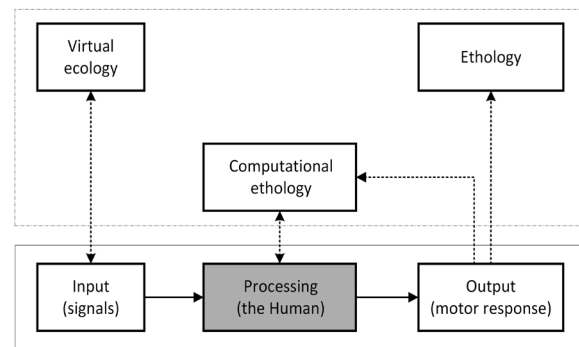 Virtual
ecology
Ethology
Computational
ethology
Input
(signals)
Processing
(the Human)
Output
(motor response)